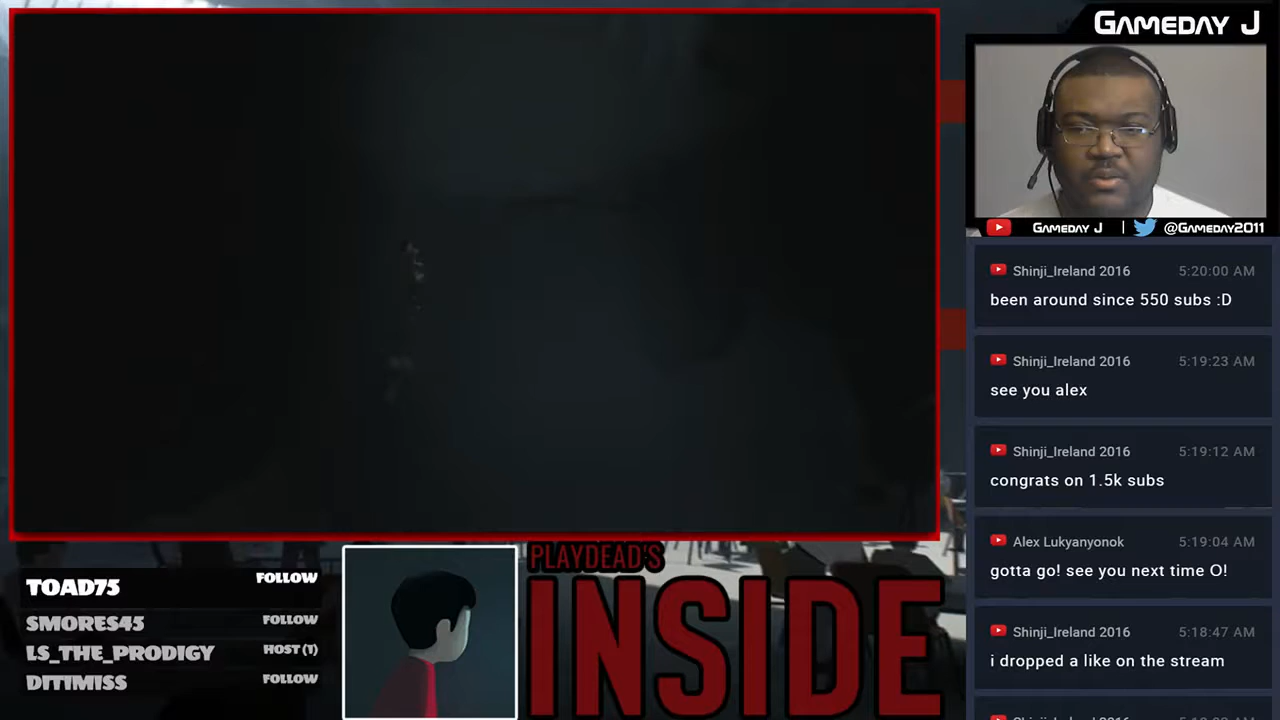 GAMEDAY J
GAMEDAY J | @GAMEDAY2011
Shinji_Ireland 2016 5:20:00 AM
been around since 550 subs :D
Shinji_Ireland 2016 5:19:23 AM
see you alex
Shinji_Ireland 2016 5:19:12 AM
congrats on 1.5k subs
Alex Lukyanyonok 5:19:04 AM
gotta go! see you next time O!
Shinji_Ireland 2016 5:18:47 AM
i dropped a like on the stream
TOAD75 FOLLOW
SMORES45 FOLLOW
LS_THE_PRODIGY HOST (1)
DITIMISS FOLLOW
PLAYDEAD'S
INSIDE